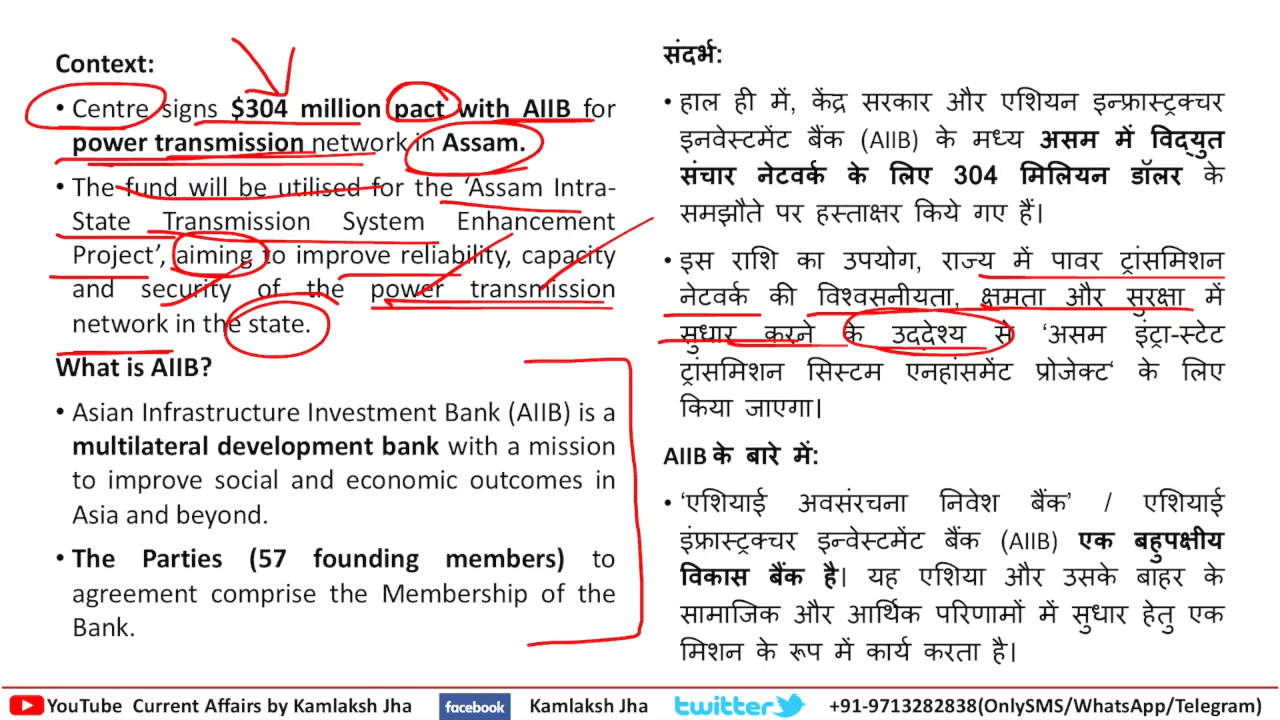 Context:
• Centre signs $304 million pact with AIIB for
power transmission network in Assam.
• The fund will be utilised for the ‘Assam Intra-
State Transmission System Enhancement
Project’, aiming to improve reliability, capacity
and security of the power transmission
network in the state.
What is AIIB?
• Asian Infrastructure Investment Bank (AIIB) is a
multilateral development bank with a mission
to improve social and economic outcomes in
Asia and beyond.
• The Parties (57 founding members) to
agreement comprise the Membership of the
Bank.
संदर्भ:
• हाल ही में, केंद्र सरकार और एशियन इन्फ्रास्ट्रक्चर
इनवेस्टमेंट बैंक (AIIB) के मध्य असम में विद्युत
संचार नेटवर्क के लिए 304 मिलियन डॉलर के
समझौते पर हस्ताक्षर किये गए हैं।
• इस राशि का उपयोग, राज्य में पावर ट्रांसमिशन
नेटवर्क की विश्वसनीयता, क्षमता और सुरक्षा में
सुधार करने के उद्देश्य से ‘असम इंट्रा-स्टेट
ट्रांसमिशन सिस्टम एनहांसमेंट प्रोजेक्ट‘ के लिए
किया जाएगा।
AIIB के बारे में:
• ‘एशियाई अवसंरचना निवेश बैंक’ / एशियाई
इंफ्रास्ट्रक्चर इन्वेस्टमेंट बैंक (AIIB) एक बहुपक्षीय
विकास बैंक है। यह एशिया और उसके बाहर के
सामाजिक और आर्थिक परिणामों में सुधार हेतु एक
मिशन के रूप में कार्य करता है।
YouTube Current Affairs by Kamlaksh Jha facebook Kamlaksh Jha twitter +91-9713282838(OnlySMS/WhatsApp/Telegram)